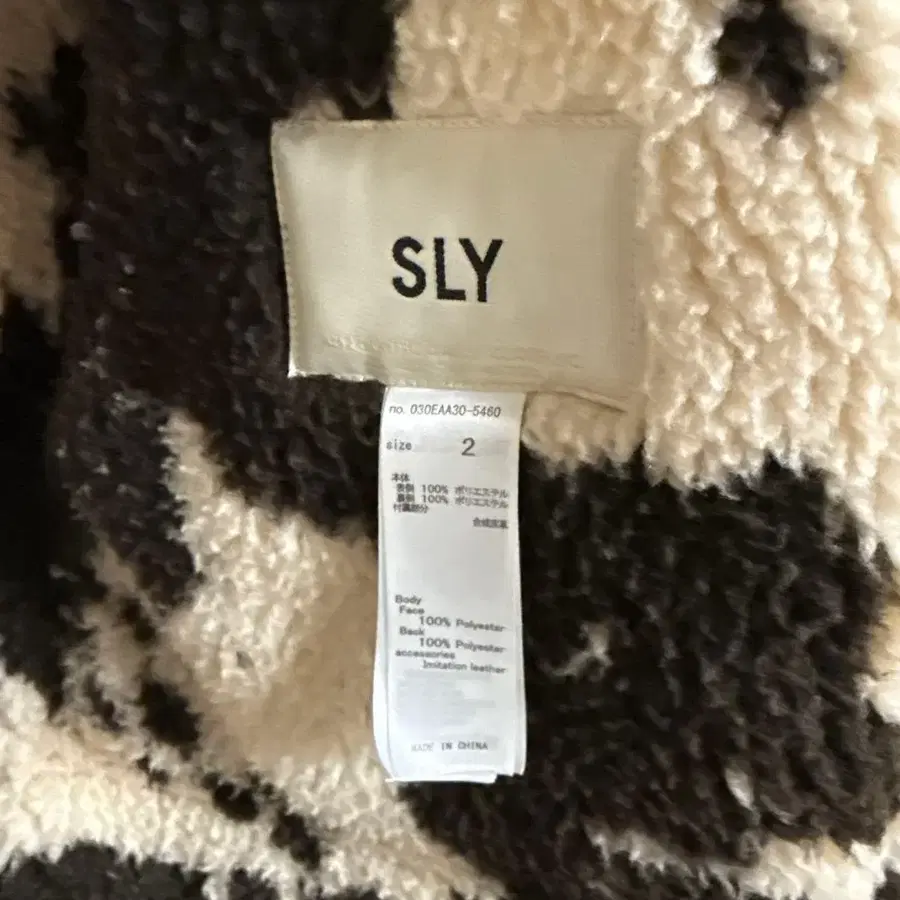 SLY
no. 030EAA30-5460
size 2
本体
表側 100% ポリエステル
裏側 100% ポリエステル
付属部分
合成皮革
Body
Face
100% Polyester
Back
100% Polyester
accessories
Imitation leather
MADE IN CHINA